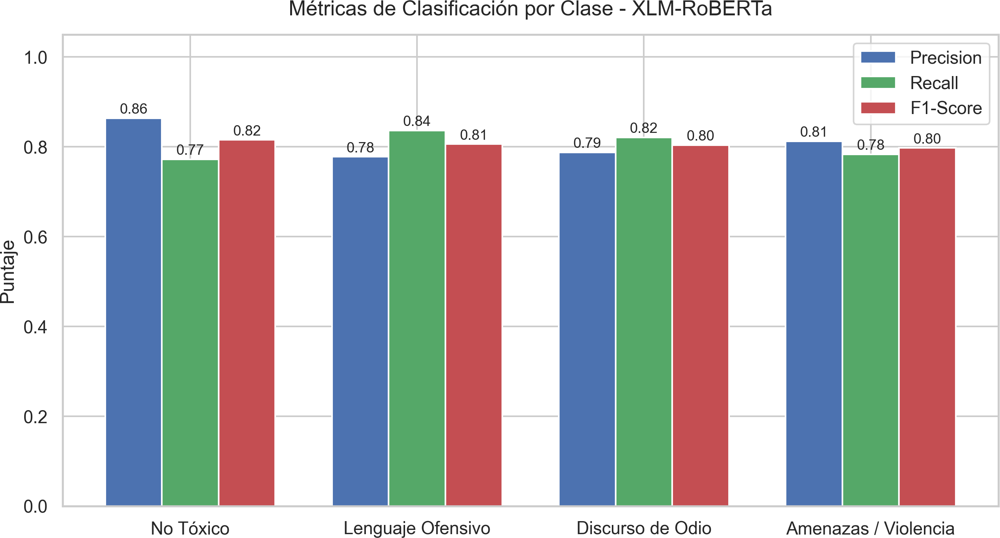 Métricas de Clasificación por Clase - XLM-RoBERTa
Puntaje
1.0
0.8
0.6
0.4
0.2
0.0
Precision
Recall
F1-Score
0.86
0.77
0.82
0.78
0.84
0.81
0.79
0.82
0.80
0.81
0.78
0.80
No Tóxico
Lenguaje Ofensivo
Discurso de Odio
Amenazas / Violencia